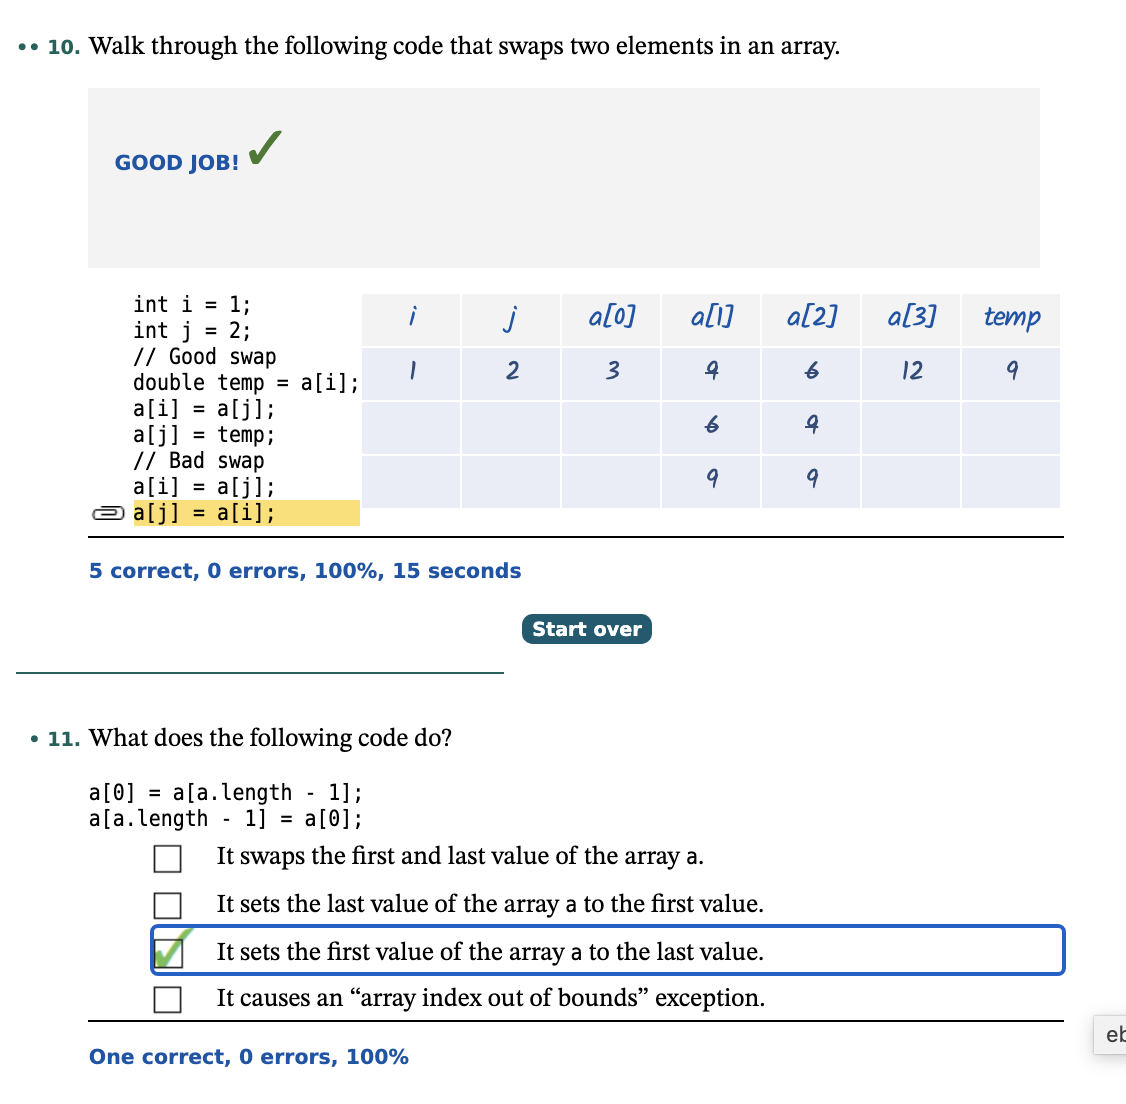 •• 10. Walk through the following code that swaps two elements in an array.
GOOD JOB! ✓
int i = 1;
int j = 2;
// Good swap
double temp = a[i];
a[i] = a[j];
a[j] = temp;
// Bad swap
a[i] = a[j];
a[j] = a[i];
i j a[0] a[1] a[2] a[3] temp
1 2 3 9 6 12 9
6 9
9 9
5 correct, 0 errors, 100%, 15 seconds
Start over
• 11. What does the following code do?
a[0] = a[a.length - 1];
a[a.length - 1] = a[0];
It swaps the first and last value of the array a.
It sets the last value of the array a to the first value.
It sets the first value of the array a to the last value.
It causes an “array index out of bounds” exception.
One correct, 0 errors, 100%